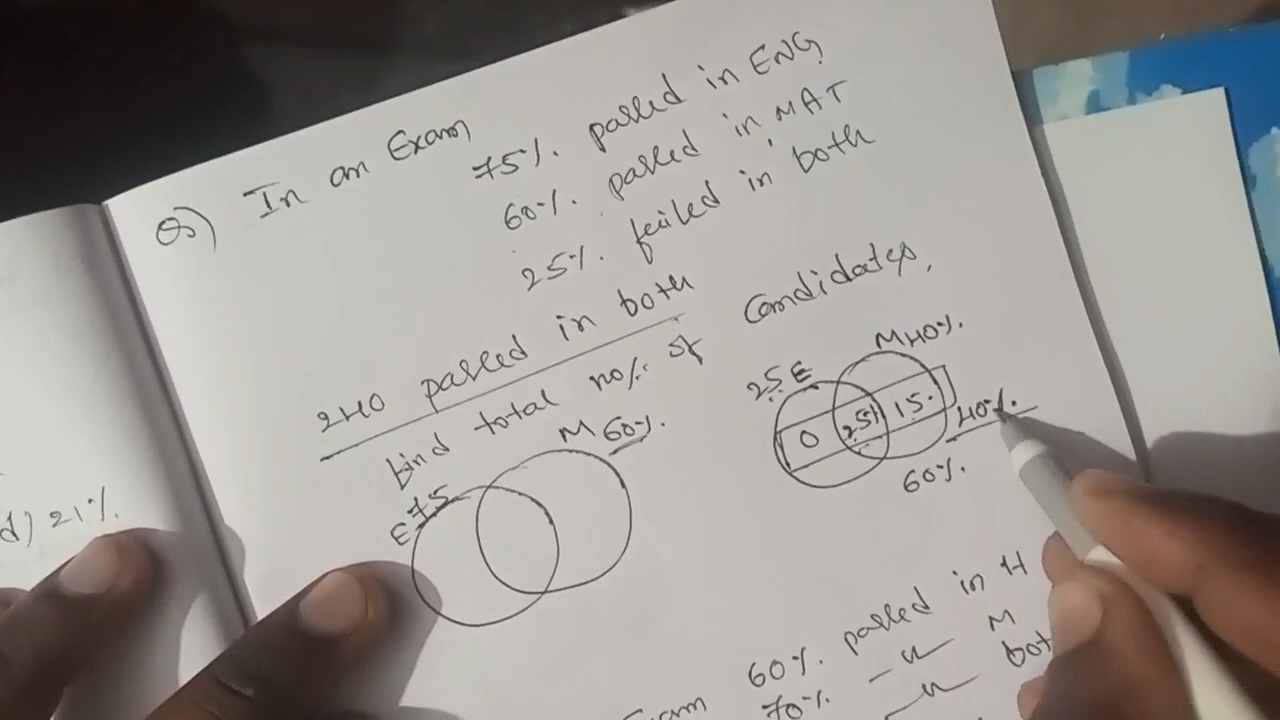 Q) In an Exam
75%. passed in ENG
60%. passed in MAT
25%. failed in both
240 passed in both
find total no/. of Candidates,
E 75
M 60%.
25 E
M 40%.
0
25%
15.
40%.
60%.
d) 21%
Exam 60%. passed in H
70%. M
bot